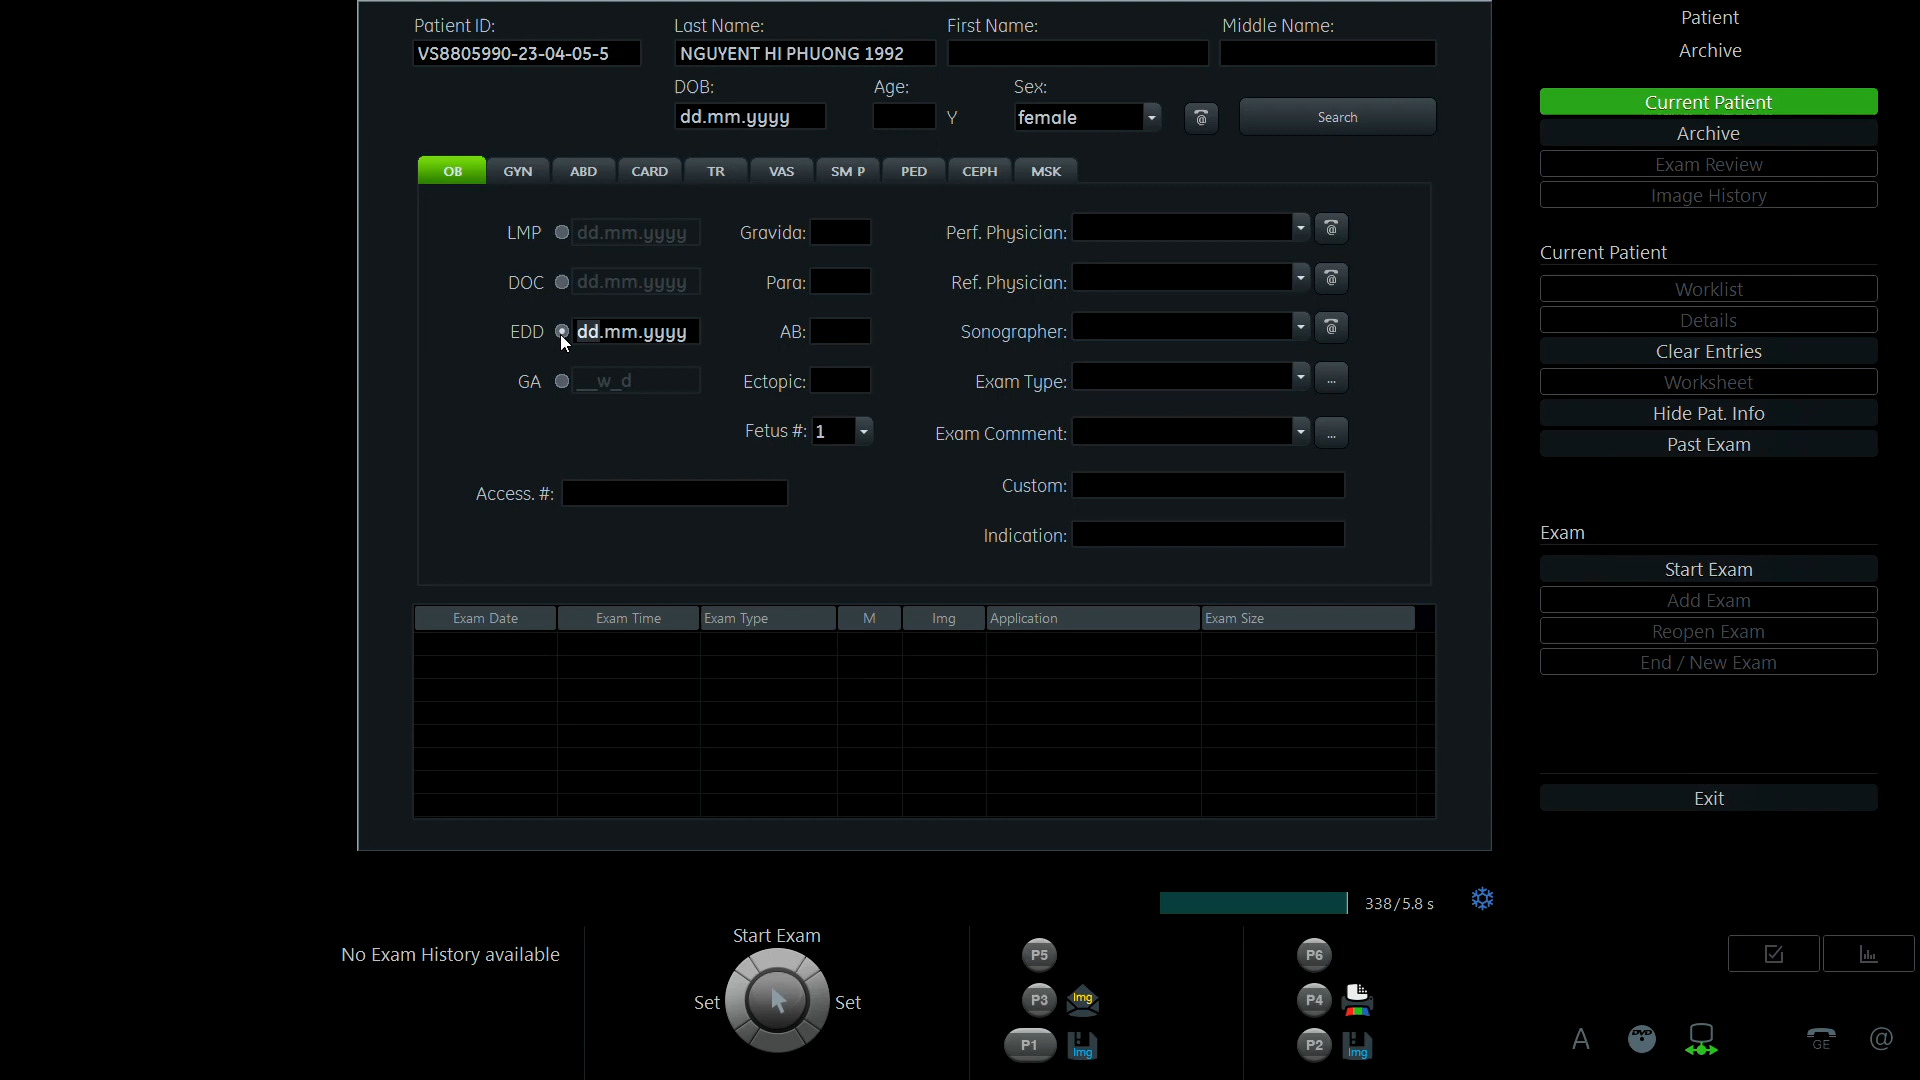 Patient ID: Last Name: First Name: Middle Name:
VS8805990-23-04-05-5 NGUYENT HI PHUONG 1992
DOB: Age: Sex:
dd.mm.yyyy Y female @ Search
OB GYN ABD CARD TR VAS SM P PED CEPH MSK
LMP dd.mm.yyyy Gravida: Perf. Physician: @
DOC dd.mm.yyyy Para: Ref. Physician: @
EDD dd.mm.yyyy AB: Sonographer: @
GA __w_d Ectopic: Exam Type: ...
Fetus #: 1 Exam Comment: ...
Access. #: Custom:
Indication:
Exam Date Exam Time Exam Type M Img Application Exam Size
338/5.8 s
No Exam History available
Start Exam
Set Set
P5 P6
P3 Img P4
P1 Img P2 Img
Patient
Archive
Current Patient
Archive
Exam Review
Image History
Current Patient
Worklist
Details
Clear Entries
Worksheet
Hide Pat. Info
Past Exam
Exam
Start Exam
Add Exam
Reopen Exam
End / New Exam
Exit
A DVD GE @